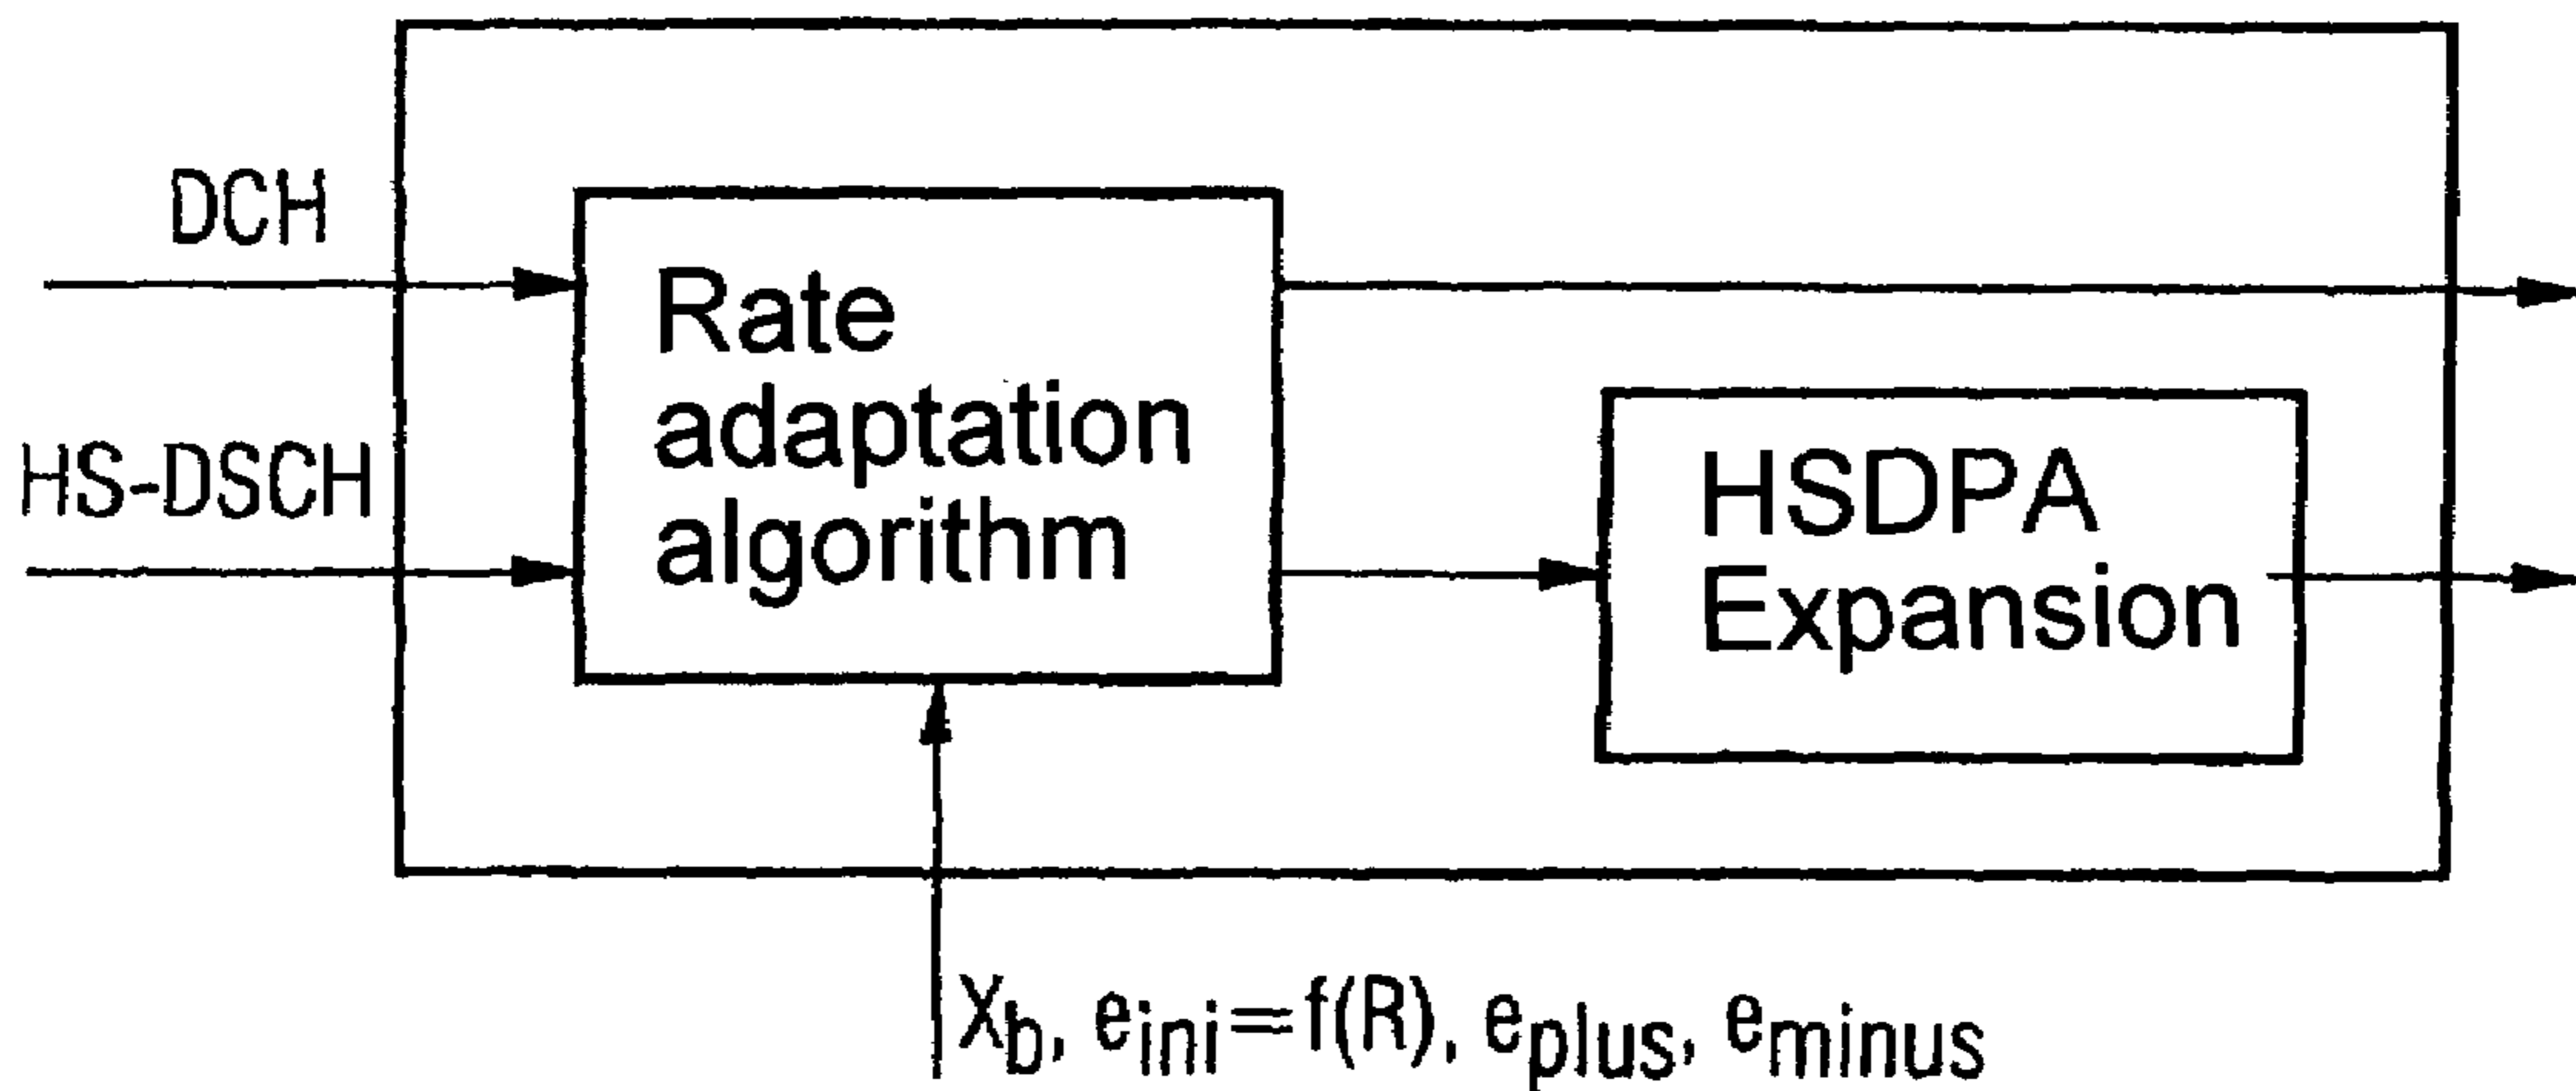 DCH
HS-DSCH
Rate
adaptation
algorithm
HSDPA
Expansion
Xb, eini=f(R), eplus, eminus